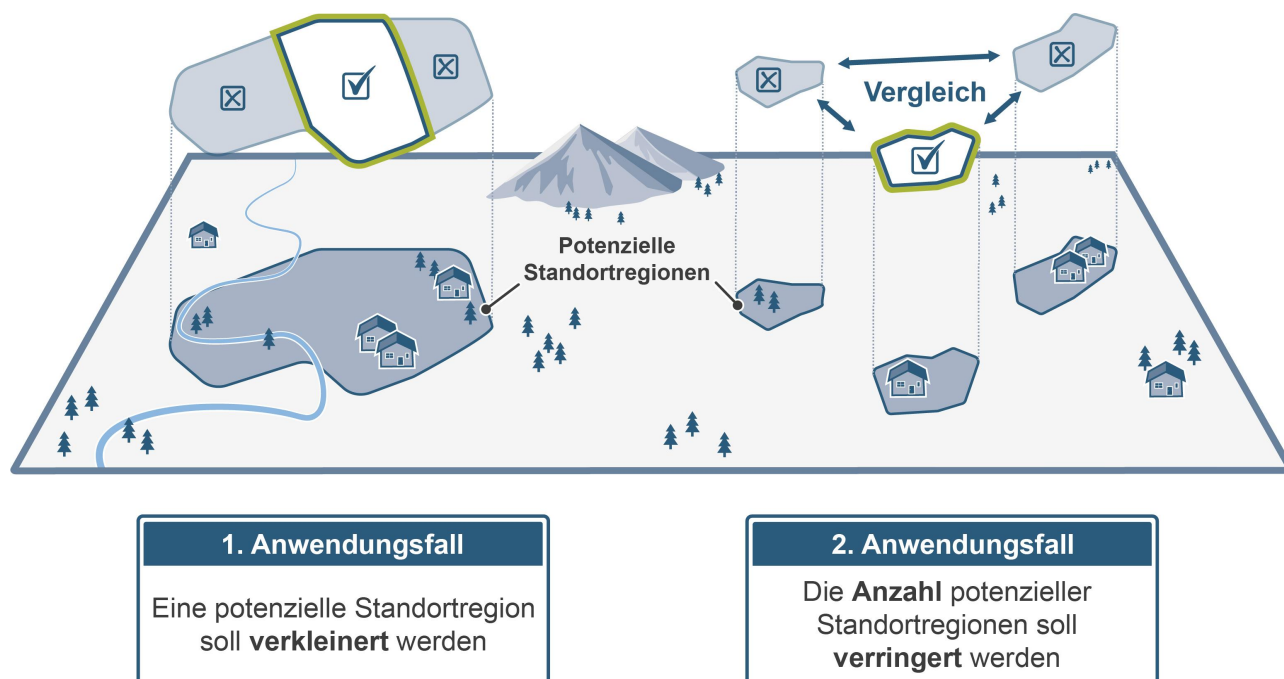 Vergleich
Potenzielle
Standortregionen
1. Anwendungsfall
Eine potenzielle Standortregion
soll verkleinert werden
2. Anwendungsfall
Die Anzahl potenzieller
Standortregionen soll
verringert werden